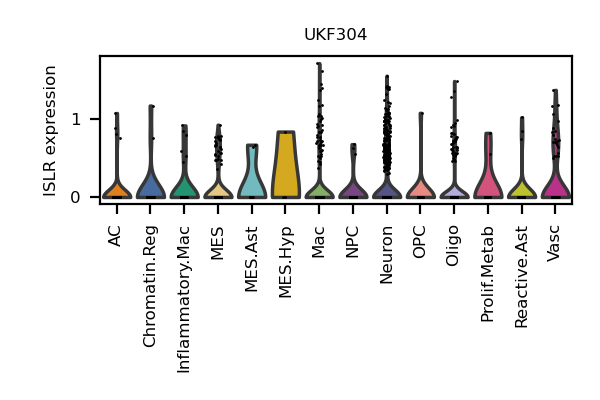 UKF304
ISLR expression
1
0
AC
Chromatin.Reg
Inflammatory.Mac
MES
MES.Ast
MES.Hyp
Mac
NPC
Neuron
OPC
Oligo
Prolif.Metab
Reactive.Ast
Vasc